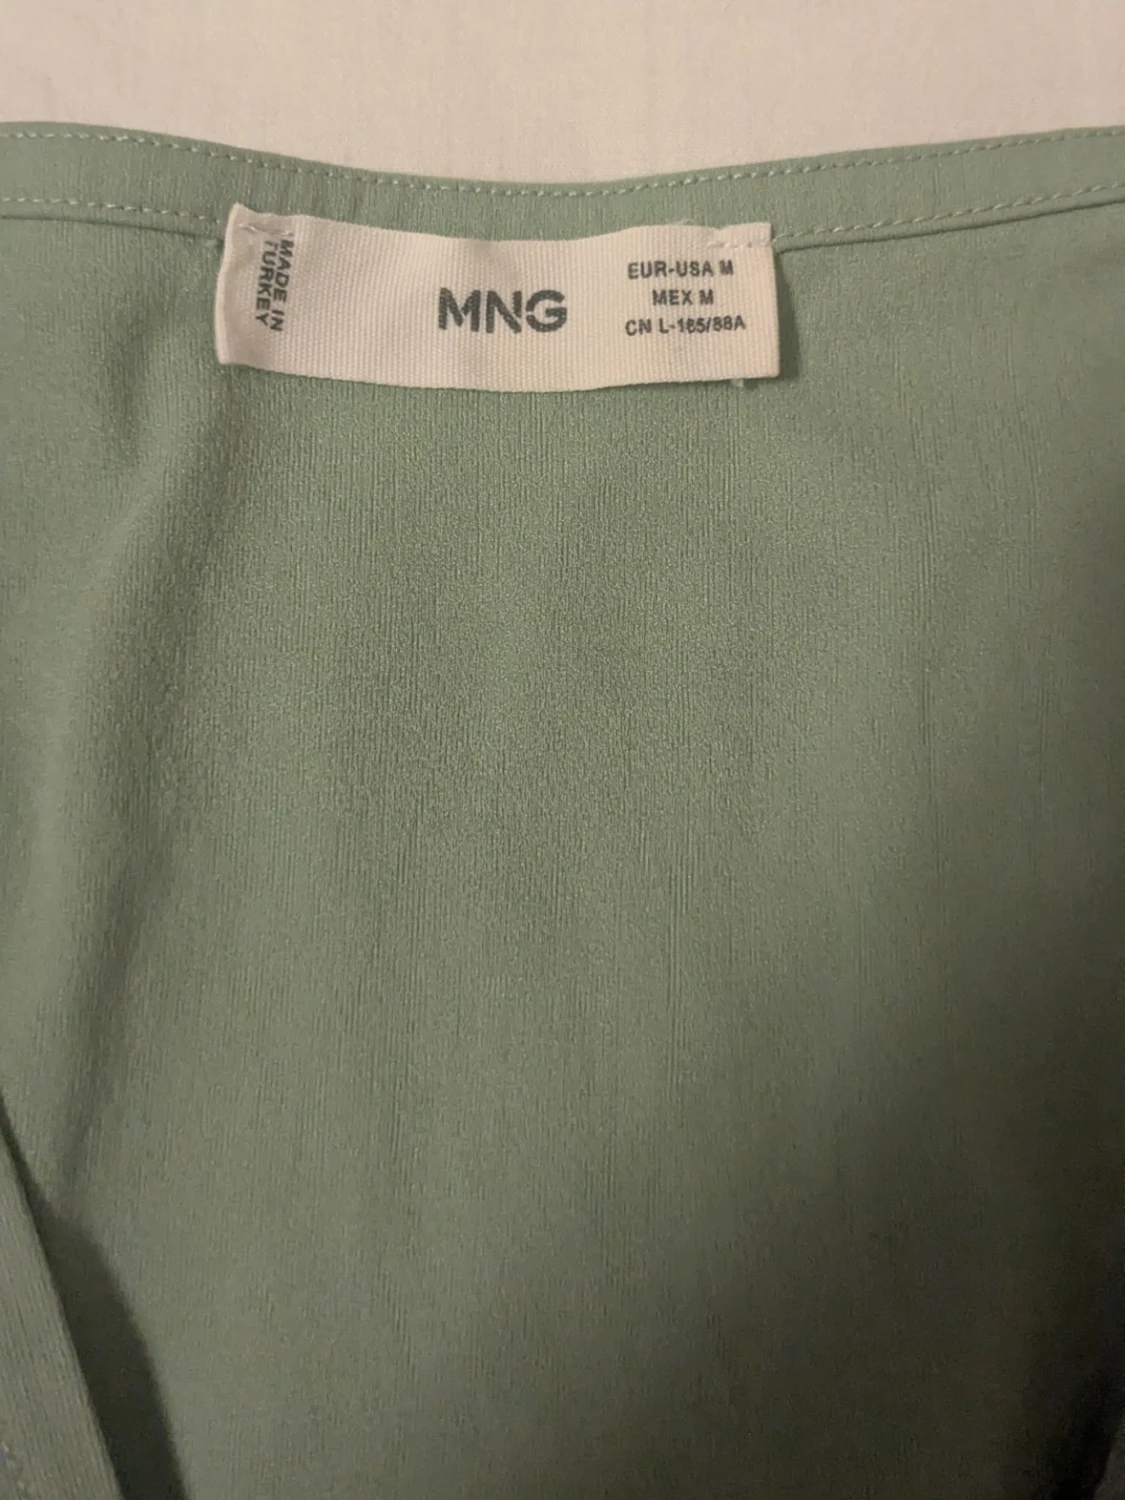 MADE IN
TURKEY
MNG
EUR-USA M
MEX M
CN L-165/88A